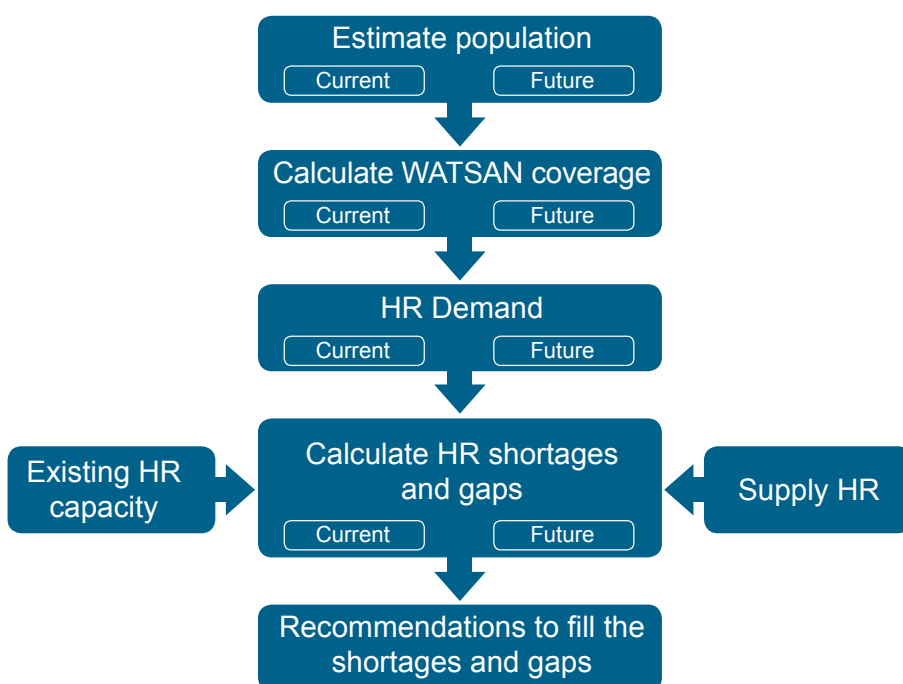 Estimate population
Current
Future
Calculate WATSAN coverage
Current
Future
HR Demand
Current
Future
Existing HR
capacity
Calculate HR shortages
and gaps
Current
Future
Supply HR
Recommendations to fill the
shortages and gaps